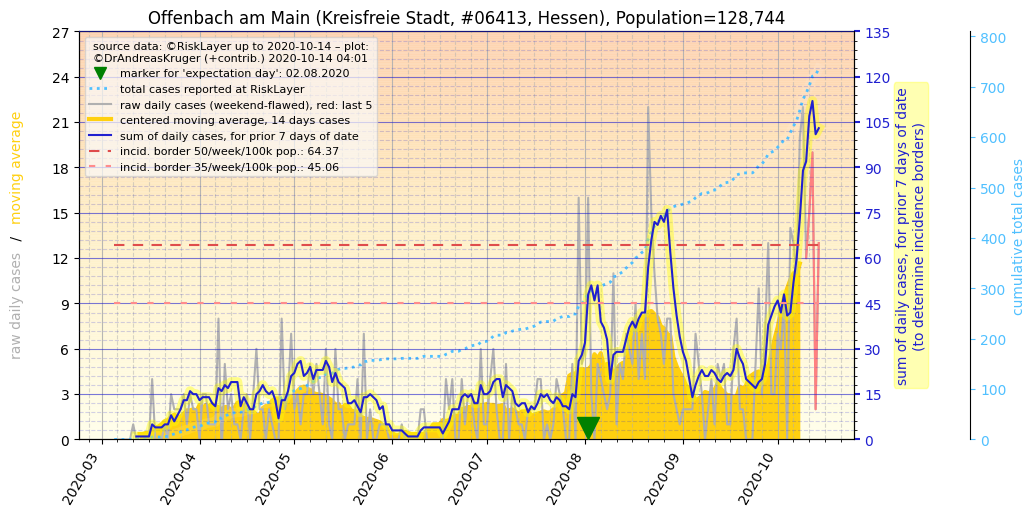 Offenbach am Main (Kreisfreie Stadt, #06413, Hessen), Population=128,744
source data: ©RiskLayer up to 2020-10-14 – plot:
©DrAndreasKruger (+contrib.) 2020-10-14 04:01
marker for 'expectation day': 02.08.2020
total cases reported at RiskLayer
raw daily cases (weekend-flawed), red: last 5
centered moving average, 14 days cases
sum of daily cases, for prior 7 days of date
incid. border 50/week/100k pop.: 64.37
incid. border 35/week/100k pop.: 45.06
raw daily cases / moving average
27
24
21
18
15
12
9
6
3
0
2020-03
2020-04
2020-05
2020-06
2020-07
2020-08
2020-09
2020-10
135
120
105
90
75
60
45
30
15
0
sum of daily cases, for prior 7 days of date
(to determine incidence borders)
800
700
600
500
400
300
200
100
0
cumulative total cases